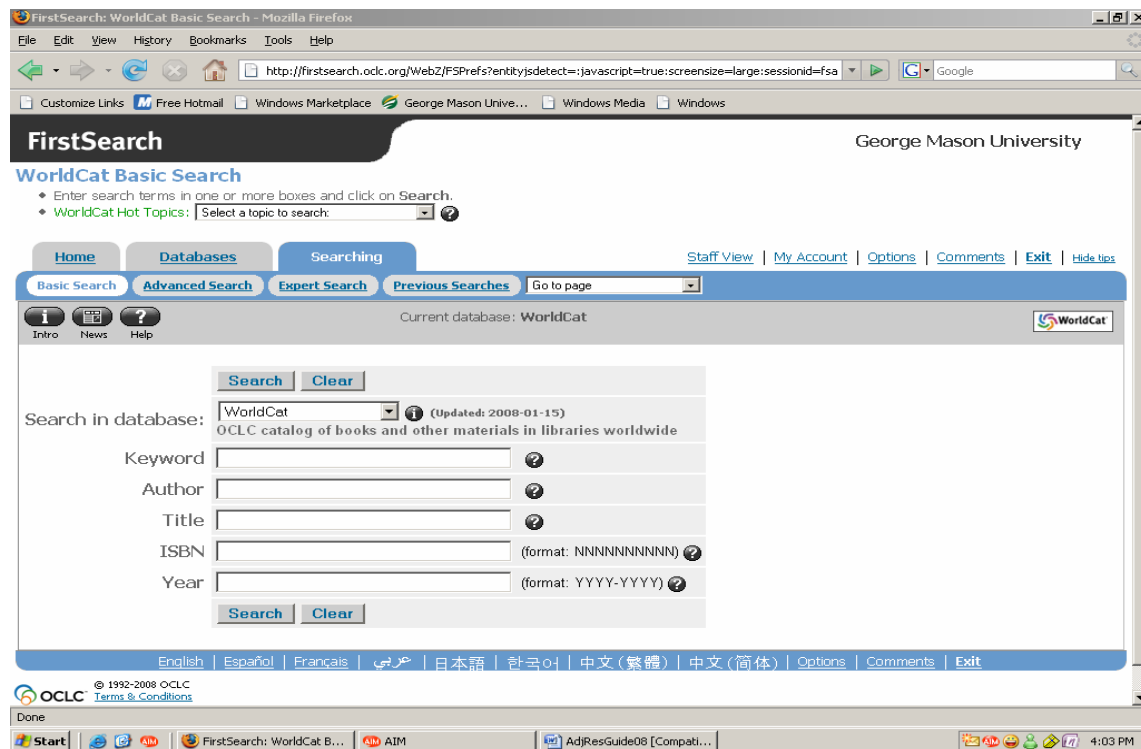 FirstSearch: WorldCat Basic Search - Mozilla Firefox
File Edit View History Bookmarks Tools Help
http://firstsearch.oclc.org/WebZ/FSPrefs?entityjsdetect=:javascript=true:screensize=large:sessionid=fsa
G Google
Customize Links Free Hotmail Windows Marketplace George Mason Unive... Windows Media Windows
FirstSearch George Mason University
WorldCat Basic Search
Enter search terms in one or more boxes and click on Search.
WorldCat Hot Topics: Select a topic to search: ?
Home Databases Searching Staff View | My Account | Options | Comments | Exit | Hide tips
Basic Search Advanced Search Expert Search Previous Searches Go to page
i ? Current database: WorldCat WorldCat
Intro News Help
Search Clear
Search in database: WorldCat i (Updated: 2008-01-15)
OCLC catalog of books and other materials in libraries worldwide
Keyword ?
Author ?
Title ?
ISBN (format: NNNNNNNNNN) ?
Year (format: YYYY-YYYY) ?
Search Clear
English | Español | Français | عربي | 日本語 | 한국어 | 中文(繁體) | 中文(简体) | Options | Comments | Exit
© 1992-2008 OCLC
OCLC Terms & Conditions
Done
Start AIM FirstSearch: WorldCat B... AIM AIM AdjResGuide08 [Compati... AIM 4:03 PM